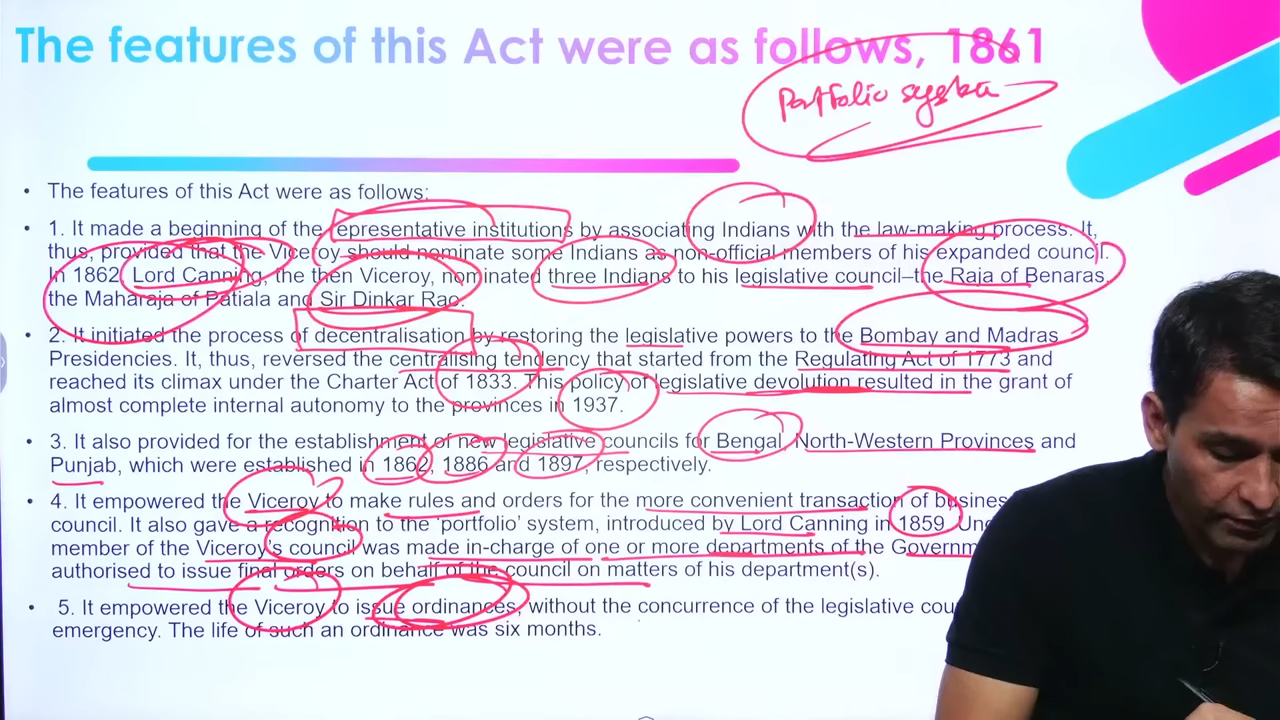 The features of this Act were as follows, 1861
Portfolio system
• The features of this Act were as follows:
• 1. It made a beginning of the representative institutions by associating Indians with the law-making process. It,
thus, provided that the Viceroy should nominate some Indians as non-official members of his expanded council.
In 1862 Lord Canning, the then Viceroy, nominated three Indians to his legislative council–the Raja of Benaras,
the Maharaja of Patiala and Sir Dinkar Rao.
• 2. It initiated the process of decentralisation by restoring the legislative powers to the Bombay and Madras
Presidencies. It, thus, reversed the centralising tendency that started from the Regulating Act of 1773 and
reached its climax under the Charter Act of 1833. This policy of legislative devolution resulted in the grant of
almost complete internal autonomy to the provinces in 1937.
• 3. It also provided for the establishment of new legislative councils for Bengal, North-Western Provinces and
Punjab, which were established in 1862, 1886 and 1897, respectively.
• 4. It empowered the Viceroy to make rules and orders for the more convenient transaction of busines
council. It also gave a recognition to the ‘portfolio’ system, introduced by Lord Canning in 1859. Un
member of the Viceroy’s council was made in-charge of one or more departments of the Governm
authorised to issue final orders on behalf of the council on matters of his department(s).
• 5. It empowered the Viceroy to issue ordinances, without the concurrence of the legislative cou
emergency. The life of such an ordinance was six months.